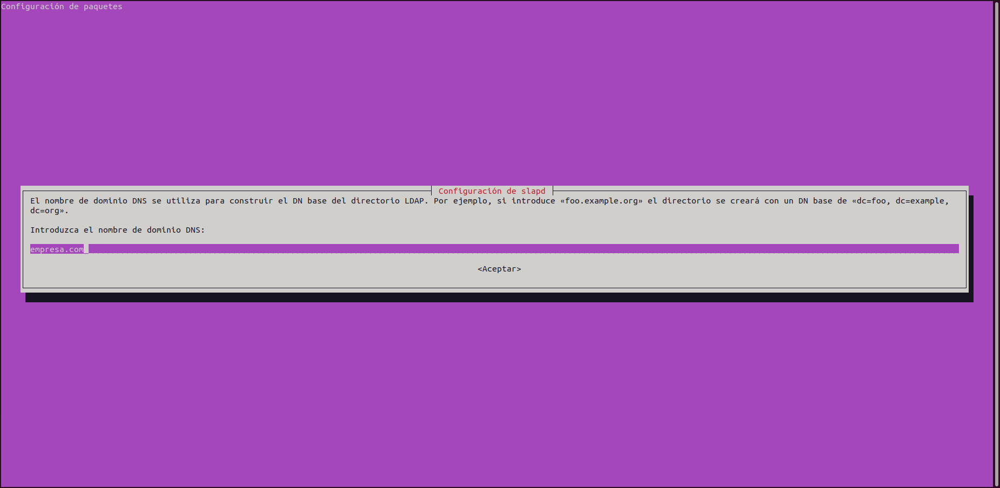 Configuración de paquetes
Configuración de slapd
El nombre de dominio DNS se utiliza para construir el DN base del directorio LDAP. Por ejemplo, si introduce «foo.example.org» el directorio se creará con un DN base de «dc=foo, dc=example,
dc=org».
Introduzca el nombre de dominio DNS:
empresa.com
<Aceptar>